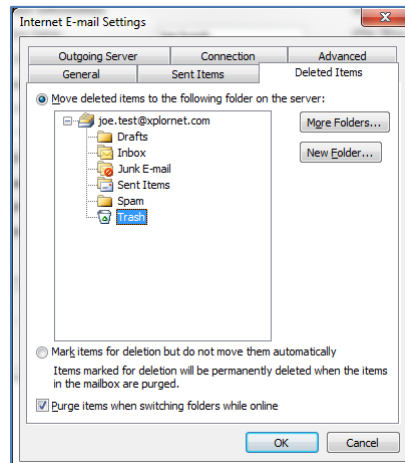 Internet E-mail Settings
Outgoing Server
Connection
Advanced
General
Sent Items
Deleted Items
Move deleted items to the following folder on the server:
joe.test@xplornet.com
Drafts
Inbox
Junk E-mail
Sent Items
Spam
Trash
More Folders...
New Folder...
Mark items for deletion but do not move them automatically
Items marked for deletion will be permanently deleted when the items
in the mailbox are purged.
Purge items when switching folders while online
OK
Cancel